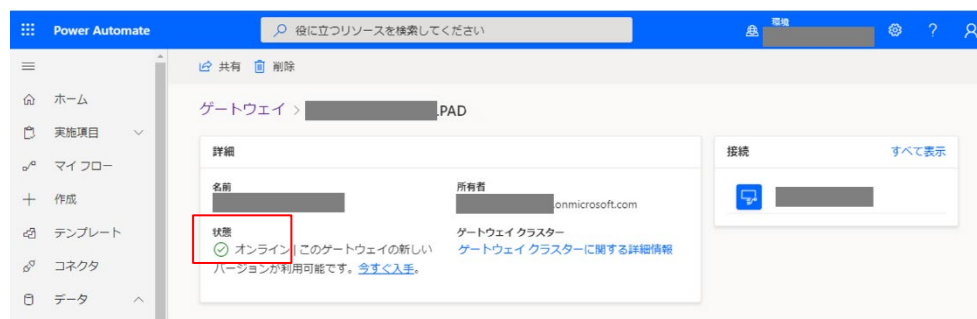 Power Automate
役に立つリソースを検索してください
環境
?
共有
削除
ホーム
ゲートウェイ > .PAD
実施項目
詳細
接続
すべて表示
マイ フロー
名前
所有者
.onmicrosoft.com
作成
状態
ゲートウェイ クラスター
テンプレート
オンライン | このゲートウェイの新しい
バージョンが利用可能です。今すぐ入手。
ゲートウェイ クラスターに関する詳細情報
コネクタ
データ